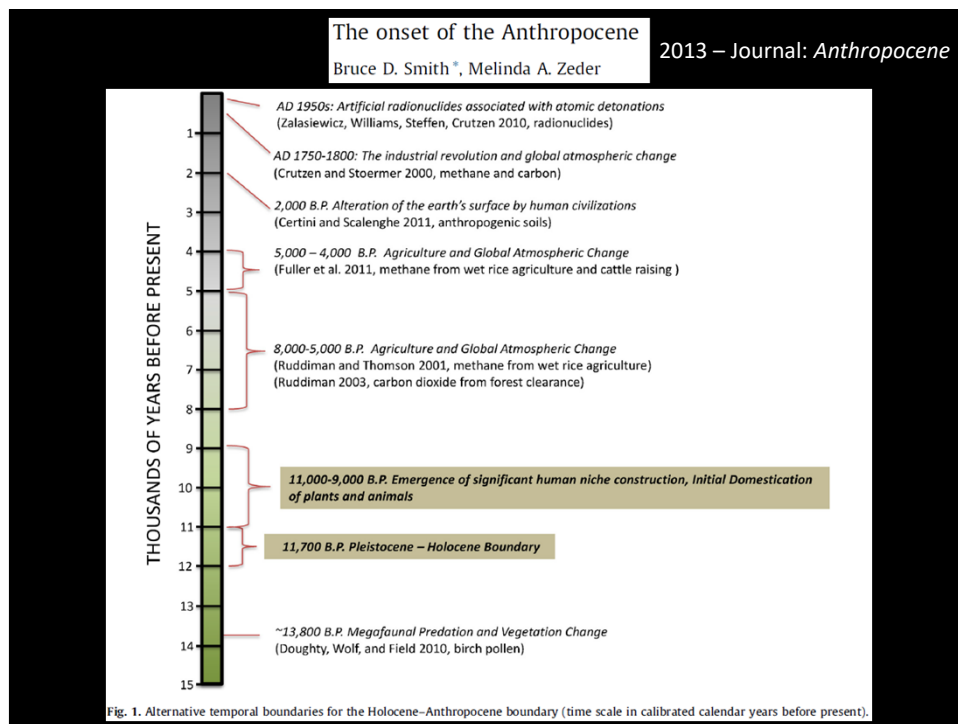 The onset of the Anthropocene
Bruce D. Smith*, Melinda A. Zeder
2013 – Journal: Anthropocene
THOUSANDS OF YEARS BEFORE PRESENT
1
2
3
4
5
6
7
8
9
10
11
12
13
14
15
AD 1950s: Artificial radionuclides associated with atomic detonations
(Zalasiewicz, Williams, Steffen, Crutzen 2010, radionuclides)
AD 1750-1800: The industrial revolution and global atmospheric change
(Crutzen and Stoermer 2000, methane and carbon)
2,000 B.P. Alteration of the earth's surface by human civilizations
(Certini and Scalenghe 2011, anthropogenic soils)
5,000 – 4,000 B.P. Agriculture and Global Atmospheric Change
(Fuller et al. 2011, methane from wet rice agriculture and cattle raising )
8,000-5,000 B.P. Agriculture and Global Atmospheric Change
(Ruddiman and Thomson 2001, methane from wet rice agriculture)
(Ruddiman 2003, carbon dioxide from forest clearance)
11,000-9,000 B.P. Emergence of significant human niche construction, Initial Domestication
of plants and animals
11,700 B.P. Pleistocene – Holocene Boundary
~13,800 B.P. Megafaunal Predation and Vegetation Change
(Doughty, Wolf, and Field 2010, birch pollen)
Fig. 1. Alternative temporal boundaries for the Holocene–Anthropocene boundary (time scale in calibrated calendar years before present).